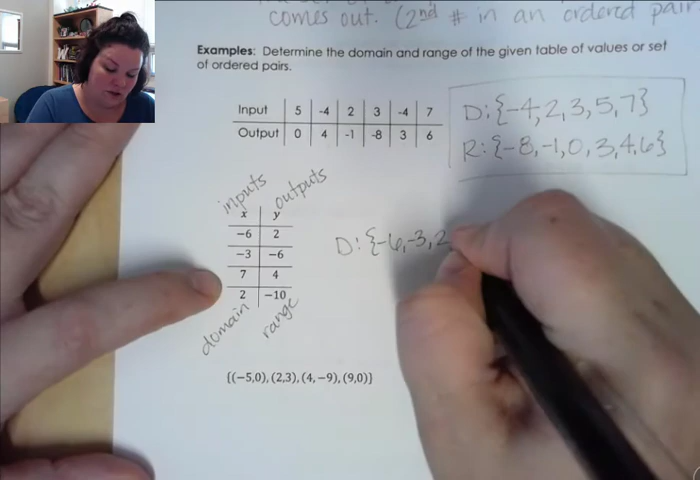 comes out. (2nd # in an ordered pair
Examples: Determine the domain and range of the given table of values or set
of ordered pairs.
Input 5 -4 2 3 -4 7
Output 0 4 -1 -8 3 6
D: {-4, 2, 3, 5, 7}
R: {-8, -1, 0, 3, 4, 6}
inputs outputs
x y
-6 2
-3 -6
7 4
2 -10
domain range
D: {-6, -3, 2
{(-5,0), (2,3), (4, -9), (9,0)}